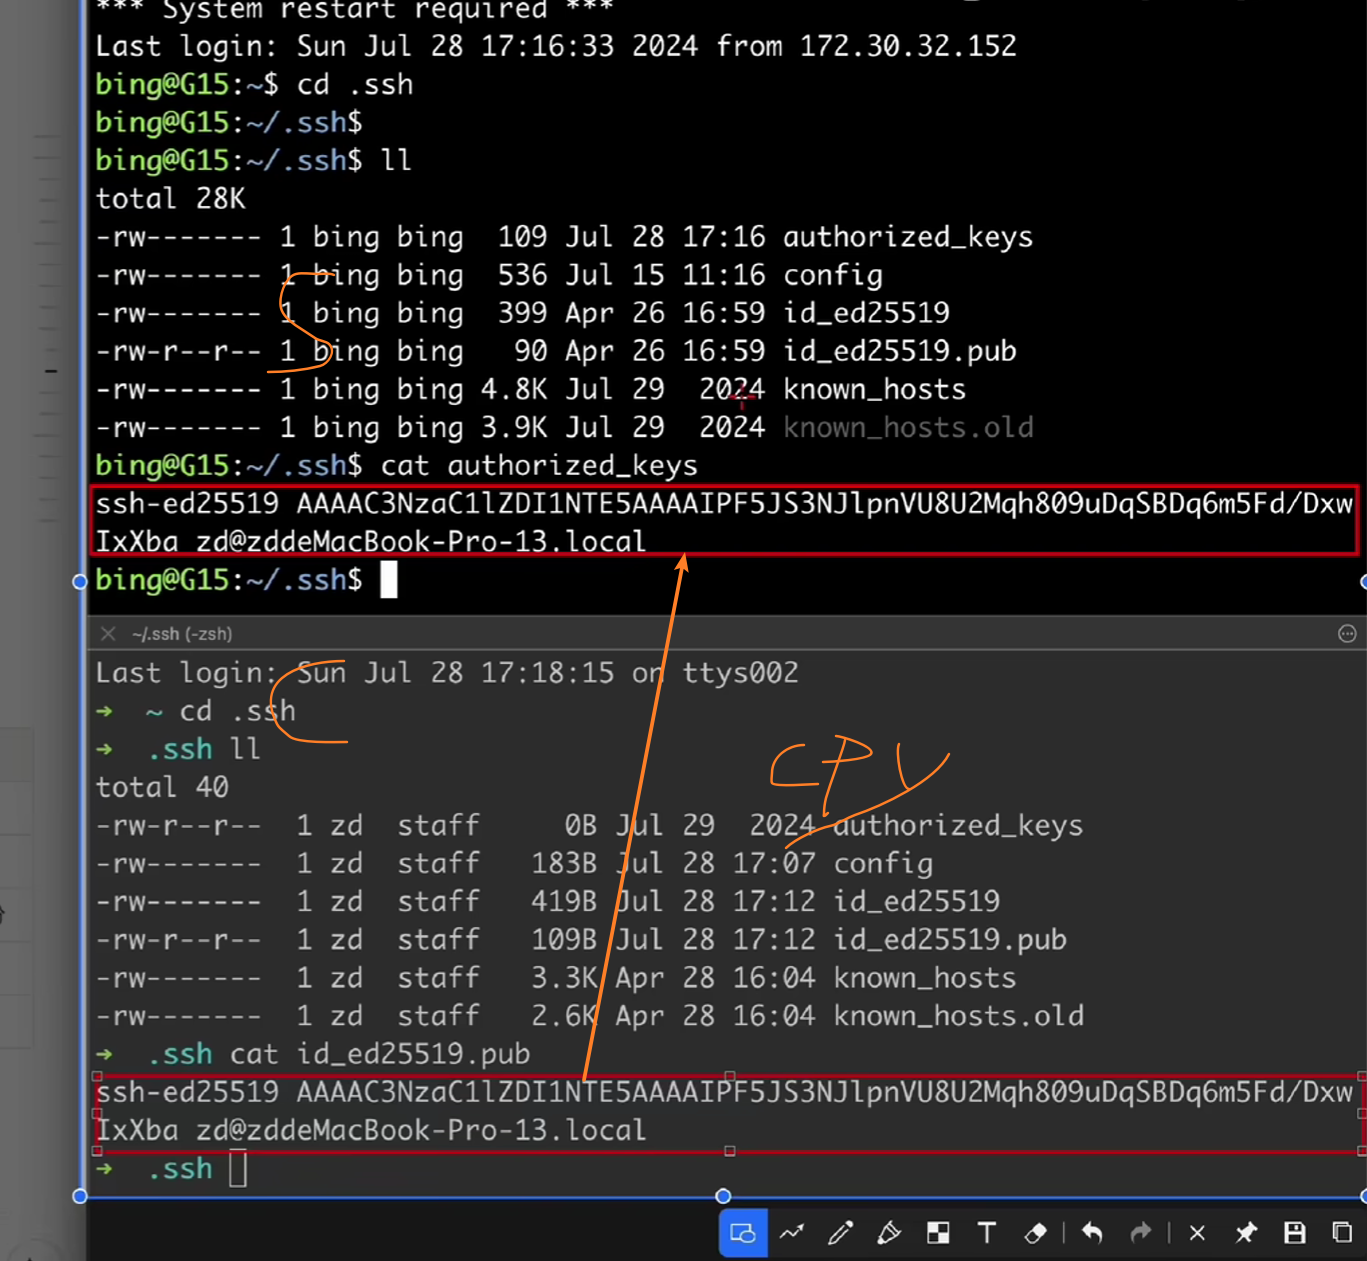 *** System restart required ***
Last login: Sun Jul 28 17:16:33 2024 from 172.30.32.152
bing@G15:~$ cd .ssh
bing@G15:~/.ssh$
bing@G15:~/.ssh$ ll
total 28K
-rw------- 1 bing bing  109 Jul 28 17:16 authorized_keys
-rw------- 1 bing bing  536 Jul 15 11:16 config
-rw------- 1 bing bing  399 Apr 26 16:59 id_ed25519
-rw-r--r-- 1 bing bing   90 Apr 26 16:59 id_ed25519.pub
-rw------- 1 bing bing 4.8K Jul 29  2024 known_hosts
-rw------- 1 bing bing 3.9K Jul 29  2024 known_hosts.old
bing@G15:~/.ssh$ cat authorized_keys
ssh-ed25519 AAAAC3NzaC1lZDI1NTE5AAAAIPF5JS3NJlpnVU8U2Mqh809uDqSBDq6m5Fd/Dxw
IxXba zd@zddeMacBook-Pro-13.local
bing@G15:~/.ssh$
S
~/.ssh (-zsh)
Last login: Sun Jul 28 17:18:15 on ttys002
➜  ~ cd .ssh
➜  .ssh ll
C
CPY
total 40
-rw-r--r--  1 zd  staff     0B Jul 29  2024 authorized_keys
-rw-------  1 zd  staff   183B Jul 28 17:07 config
-rw-------  1 zd  staff   419B Jul 28 17:12 id_ed25519
-rw-r--r--  1 zd  staff   109B Jul 28 17:12 id_ed25519.pub
-rw-------  1 zd  staff   3.3K Apr 28 16:04 known_hosts
-rw-------  1 zd  staff   2.6K Apr 28 16:04 known_hosts.old
➜  .ssh cat id_ed25519.pub
ssh-ed25519 AAAAC3NzaC1lZDI1NTE5AAAAIPF5JS3NJlpnVU8U2Mqh809uDqSBDq6m5Fd/Dxw
IxXba zd@zddeMacBook-Pro-13.local
➜  .ssh